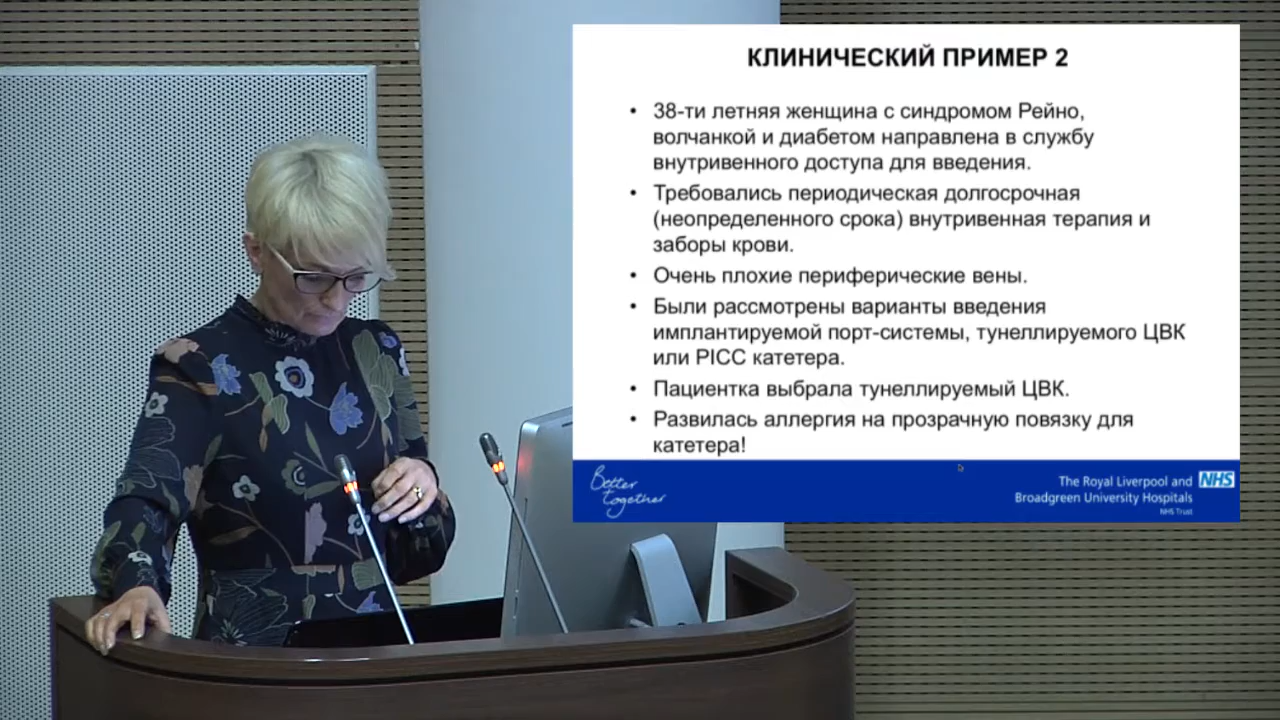 КЛИНИЧЕСКИЙ ПРИМЕР 2
• 38-ти летняя женщина с синдромом Рейно,
волчанкой и диабетом направлена в службу
внутривенного доступа для введения.
• Требовались периодическая долгосрочная
(неопределенного срока) внутривенная терапия и
заборы крови.
• Очень плохие периферические вены.
• Были рассмотрены варианты введения
имплантируемой порт-системы, тунеллируемого ЦВК
или PICC катетера.
• Пациентка выбрала тунеллируемый ЦВК.
• Развилась аллергия на прозрачную повязку для
катетера!
Better
together
The Royal Liverpool and NHS
Broadgreen University Hospitals
NHS Trust